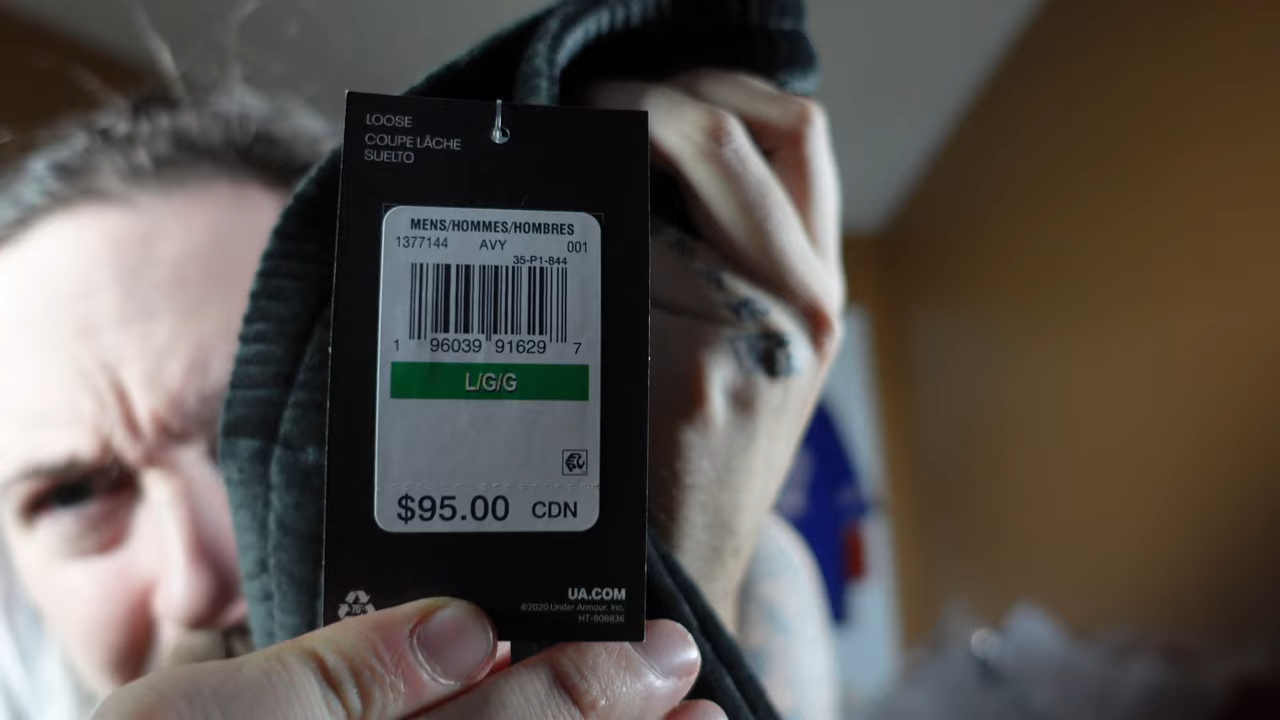 LOOSE
COUPE LÂCHE
SUELTO
MENS/HOMMES/HOMBRES
1377144 AVY 001
35-P1-844
1 96039 91629 7
L/G/G
$95.00 CDN
UA.COM
©2020 Under Armour, Inc.
HT-908836